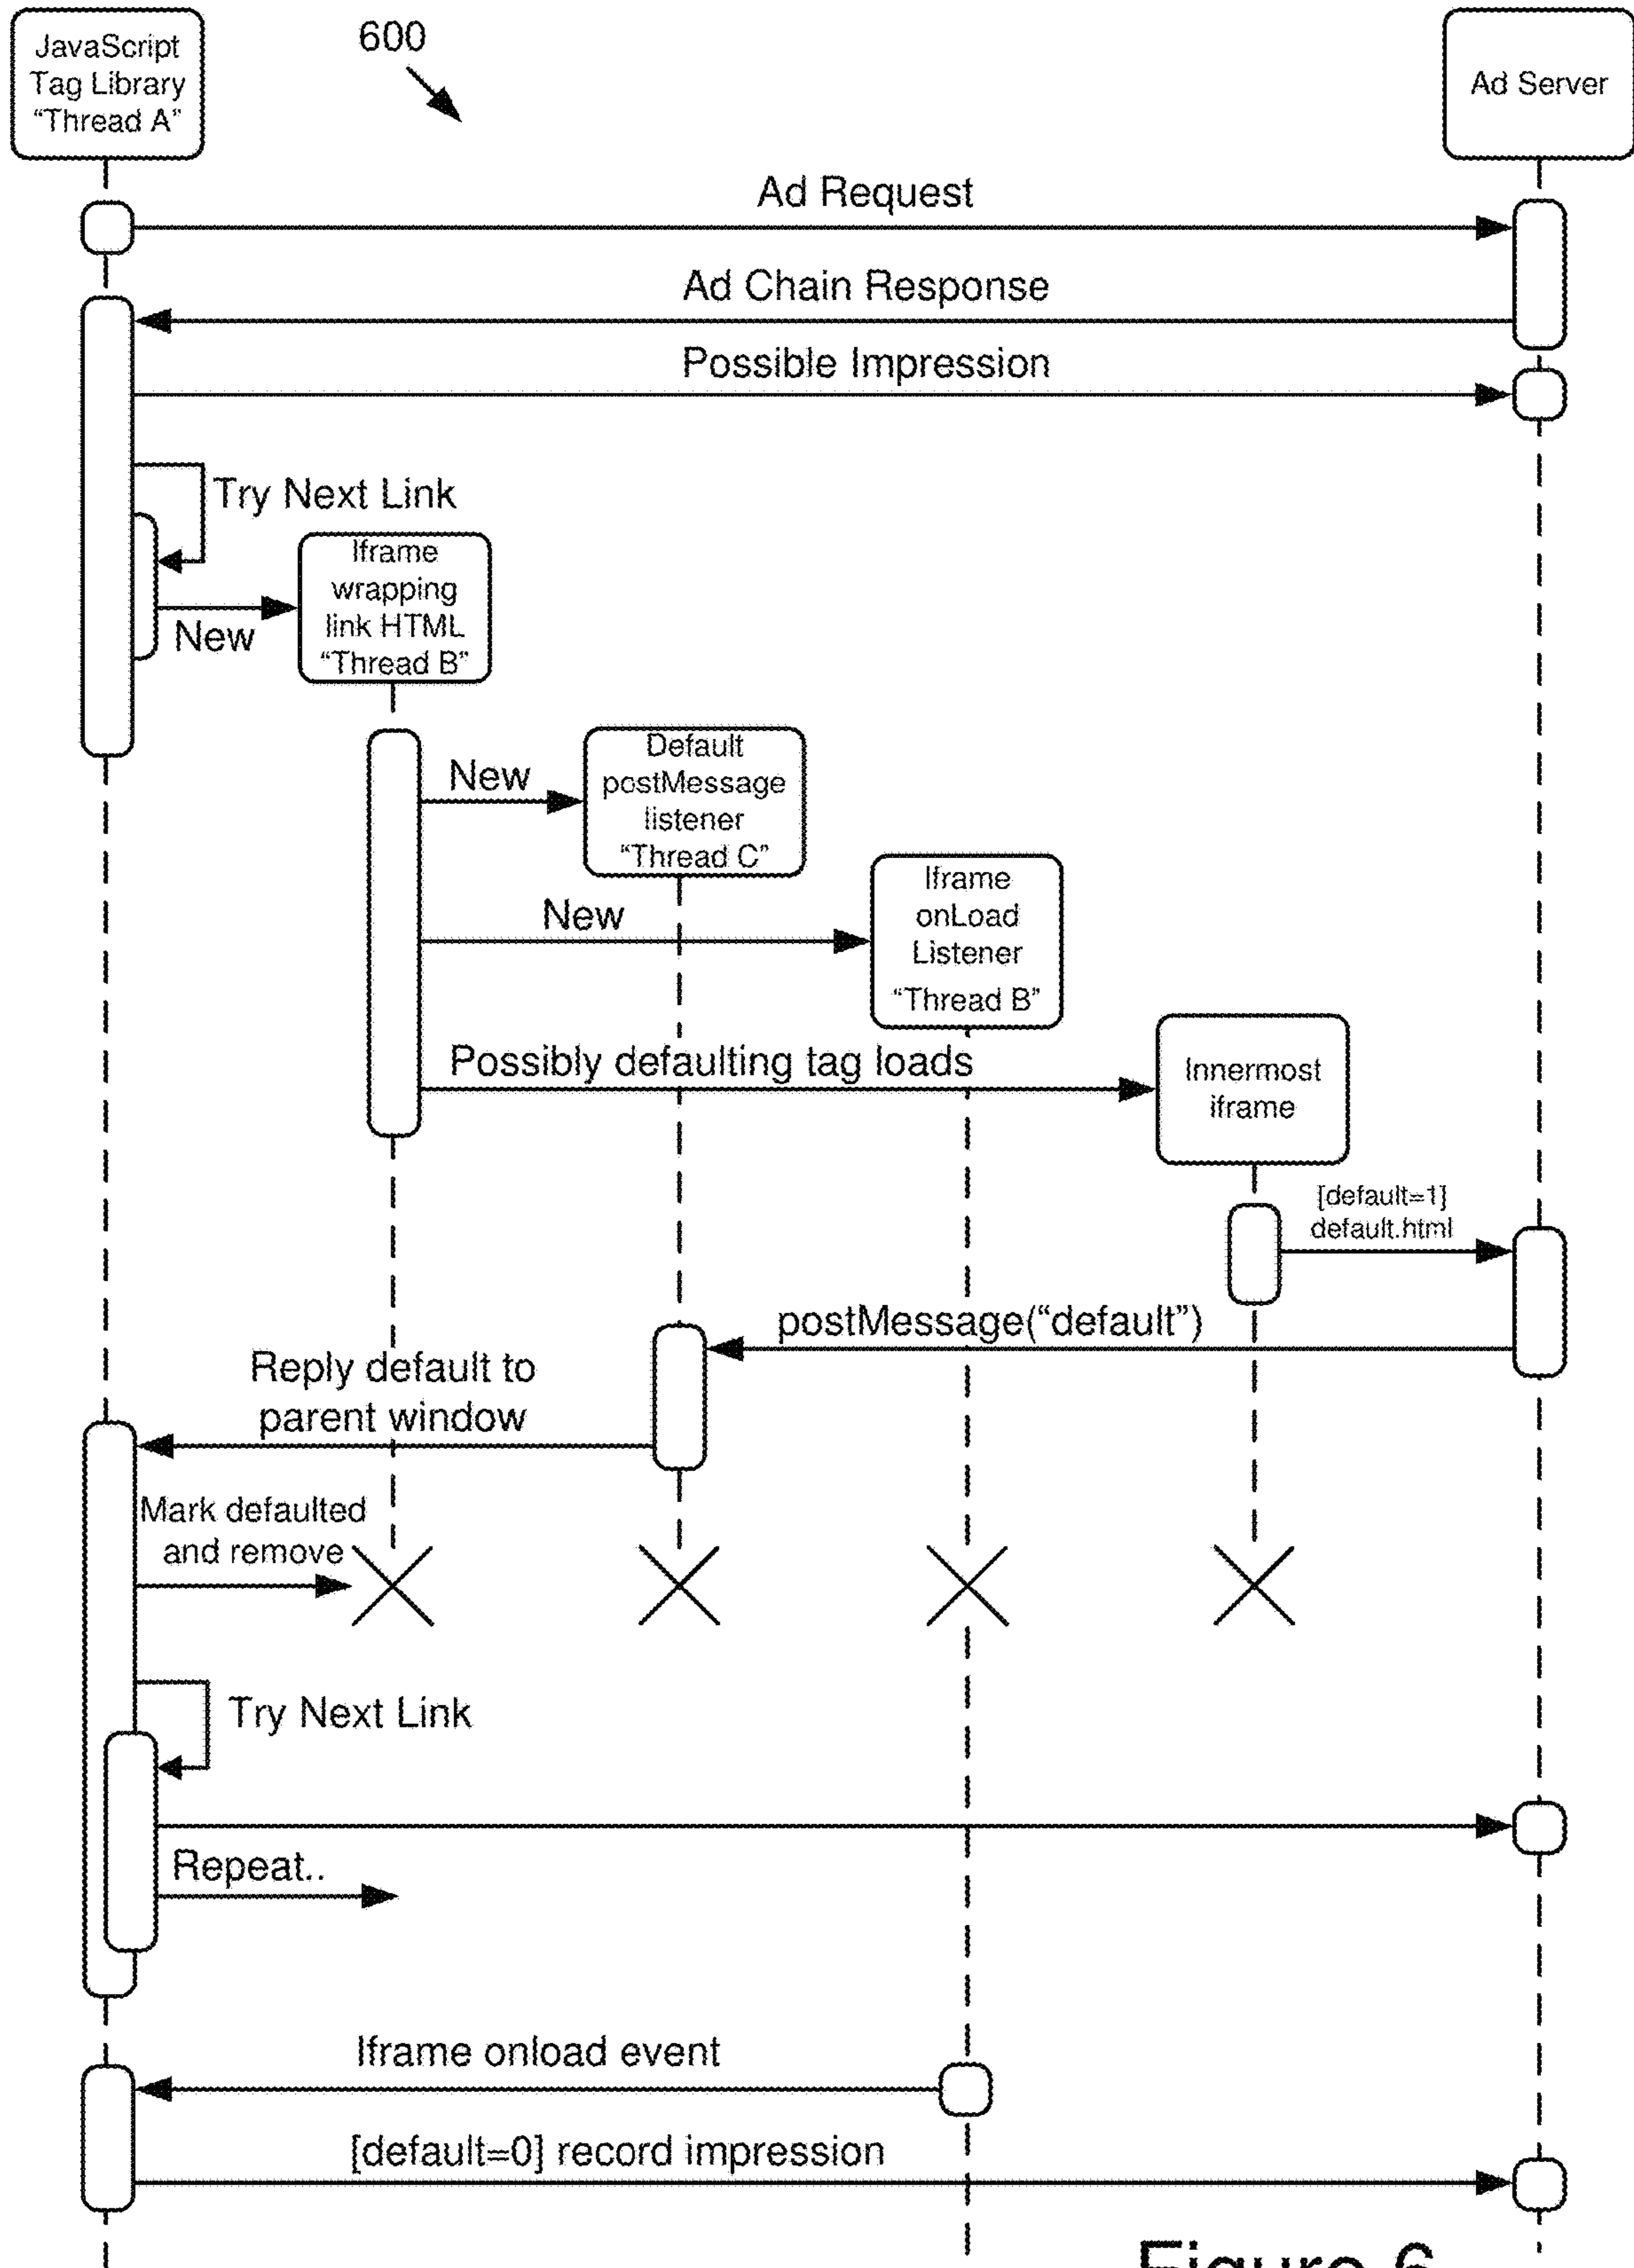 JavaScript
Tag Library
“Thread A”
600
Ad Server
Ad Request
Ad Chain Response
Possible Impression
Try Next Link
Iframe
wrapping
link HTML
“Thread B”
New
Default
postMessage
listener
“Thread C”
New
Iframe
onLoad
Listener
“Thread B”
New
Innermost
iframe
Possibly defaulting tag loads
[default=1]
default.html
postMessage(“default”)
Reply default to
parent window
Mark defaulted
and remove
Try Next Link
Repeat..
Iframe onload event
[default=0] record impression
Figure 6